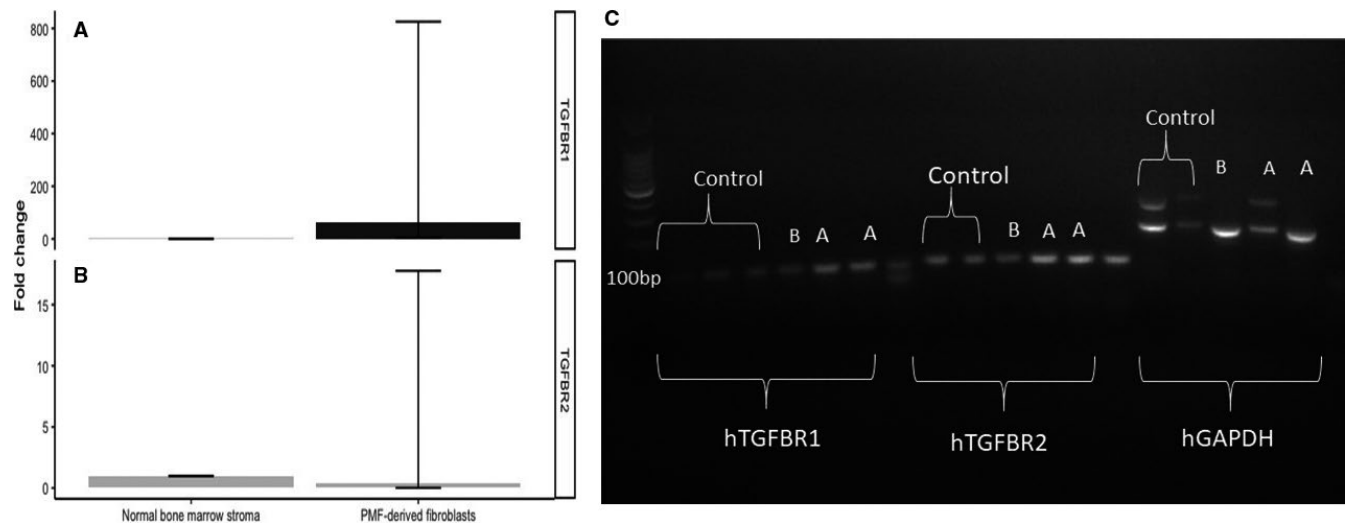 A
Fold change
800
600
400
200
0
TGFBR1
B
15
10
5
0
TGFBR2
Normal bone marrow stroma
PMF-derived fibroblasts
C
Control
B A A
Control
B A A
Control
B A A
100bp
hTGFBR1
hTGFBR2
hGAPDH